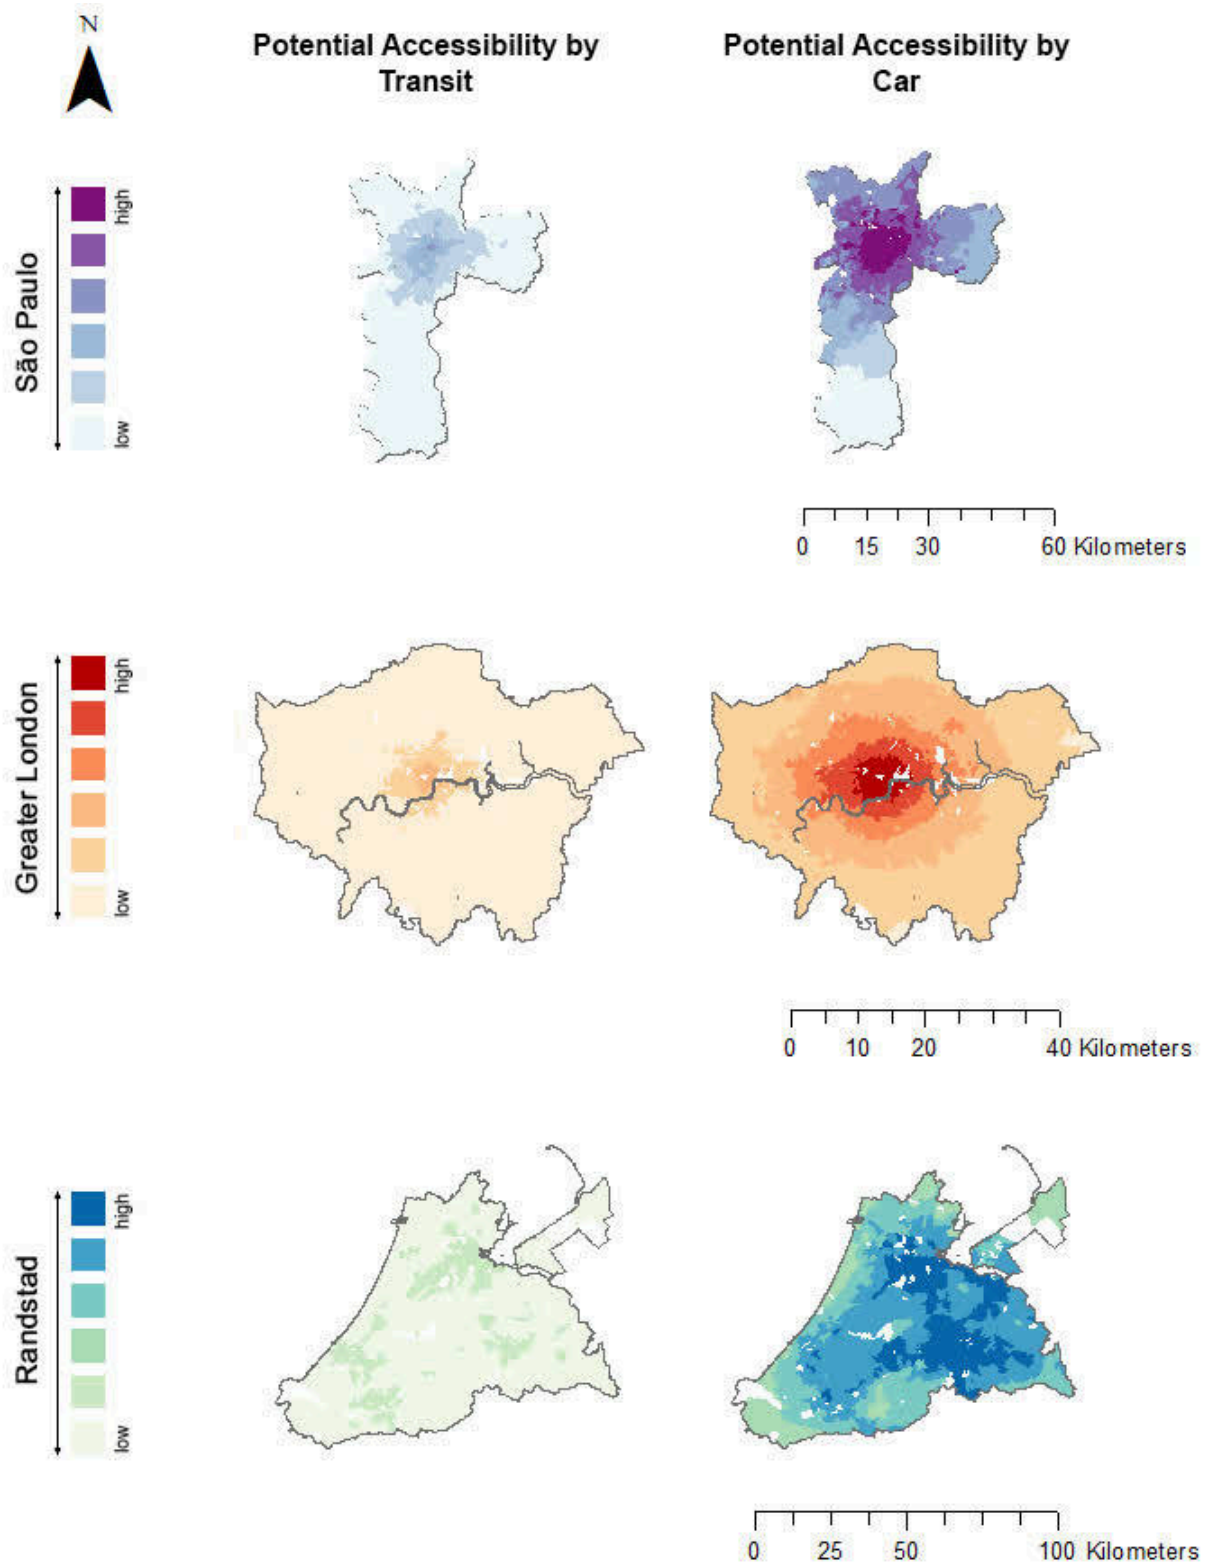 N
Potential Accessibility by
Transit
Potential Accessibility by
Car
São Paulo
high
low
0 15 30 60 Kilometers
Greater London
high
low
0 10 20 40 Kilometers
Randstad
high
low
0 25 50 100 Kilometers